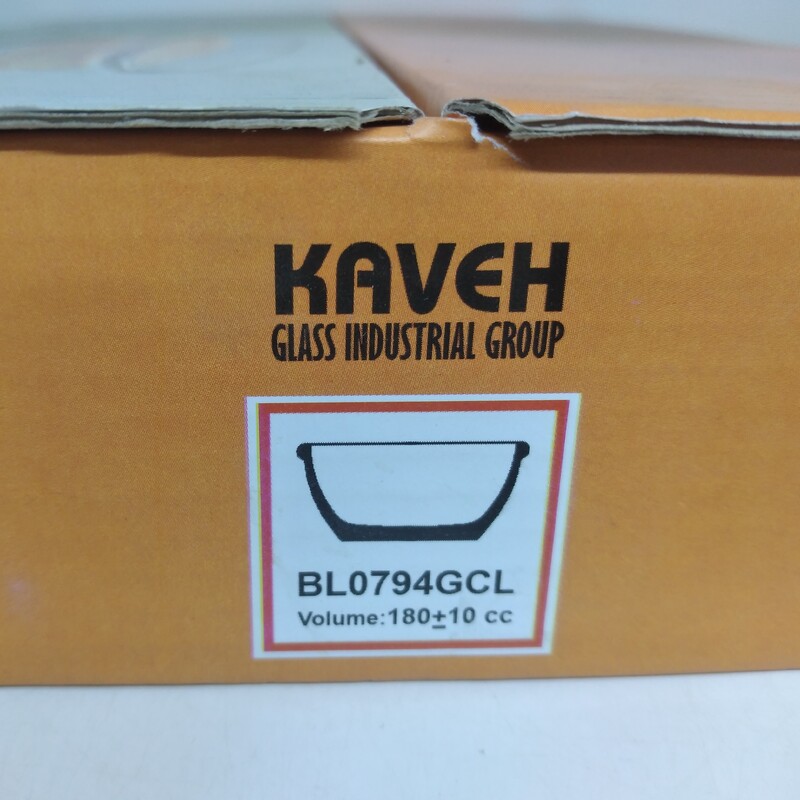 KAVEH
GLASS INDUSTRIAL GROUP
BL0794GCL
Volume:180±10 cc